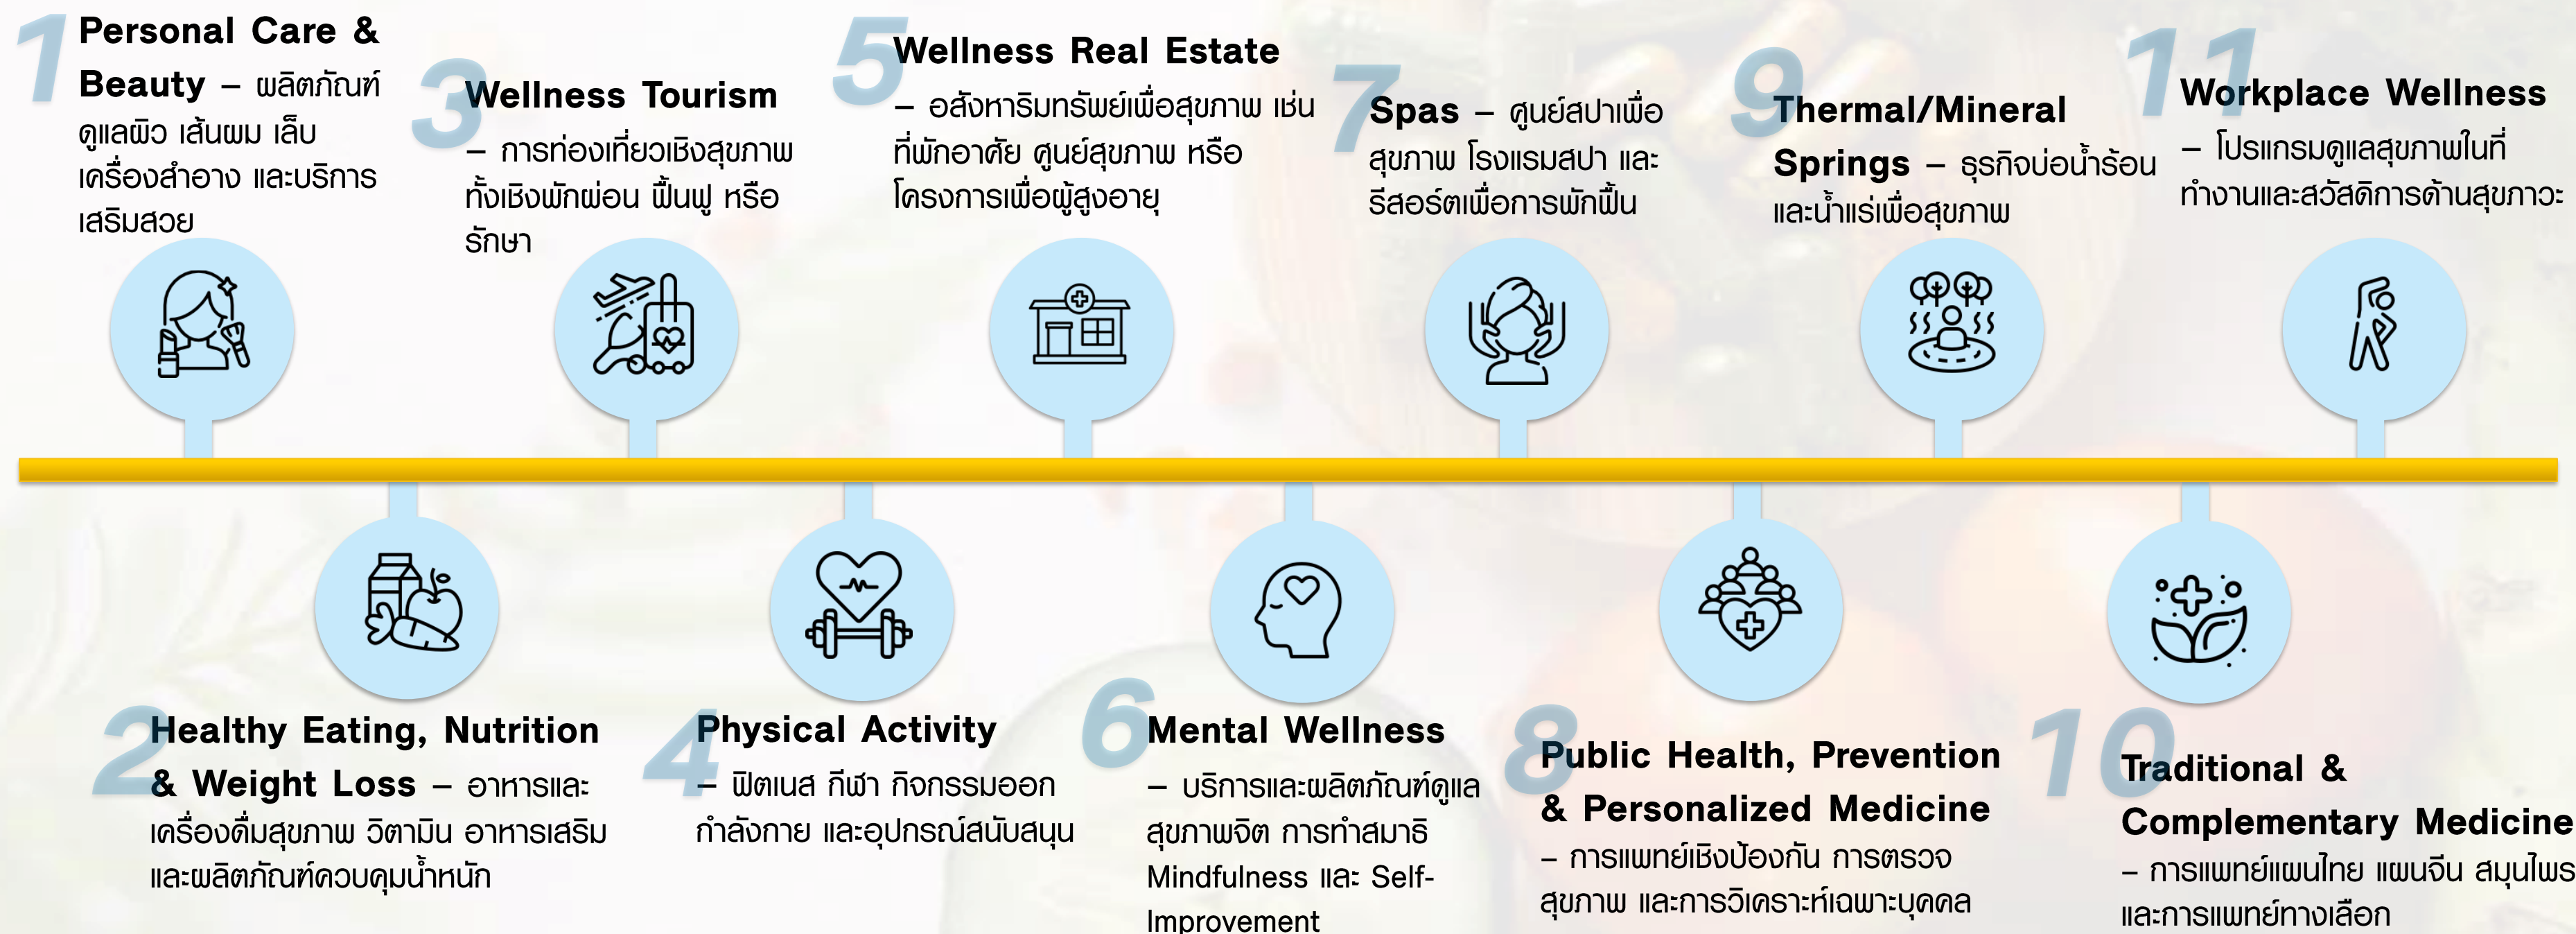 1
Personal Care &
Beauty – ผลิตภัณฑ์
ดูแลผิว เส้นผม เล็บ
เครื่องสำอาง และบริการ
เสริมสวย
2
Healthy Eating, Nutrition
& Weight Loss – อาหารและ
เครื่องดื่มสุขภาพ วิตามิน อาหารเสริม
และผลิตภัณฑ์ควบคุมน้ำหนัก
3
Wellness Tourism
– การท่องเที่ยวเชิงสุขภาพ
ทั้งเชิงพักผ่อน ฟื้นฟู หรือ
รักษา
4
Physical Activity
– ฟิตเนส กีฬา กิจกรรมออก
กำลังกาย และอุปกรณ์สนับสนุน
5
Wellness Real Estate
– อสังหาริมทรัพย์เพื่อสุขภาพ เช่น
ที่พักอาศัย ศูนย์สุขภาพ หรือ
โครงการเพื่อผู้สูงอายุ
6
Mental Wellness
– บริการและผลิตภัณฑ์ดูแล
สุขภาพจิต การทำสมาธิ
Mindfulness และ Self-
Improvement
7
Spas – ศูนย์สปาเพื่อ
สุขภาพ โรงแรมสปา และ
รีสอร์ตเพื่อการพักฟื้น
8
Public Health, Prevention
& Personalized Medicine
– การแพทย์เชิงป้องกัน การตรวจ
สุขภาพ และการวิเคราะห์เฉพาะบุคคล
9
Thermal/Mineral
Springs – ธุรกิจบ่อน้ำร้อน
และน้ำแร่เพื่อสุขภาพ
10
Traditional &
Complementary Medicine
– การแพทย์แผนไทย แผนจีน สมุนไพร
และการแพทย์ทางเลือก
11
Workplace Wellness
– โปรแกรมดูแลสุขภาพในที่
ทำงานและสวัสดิการด้านสุขภาวะ